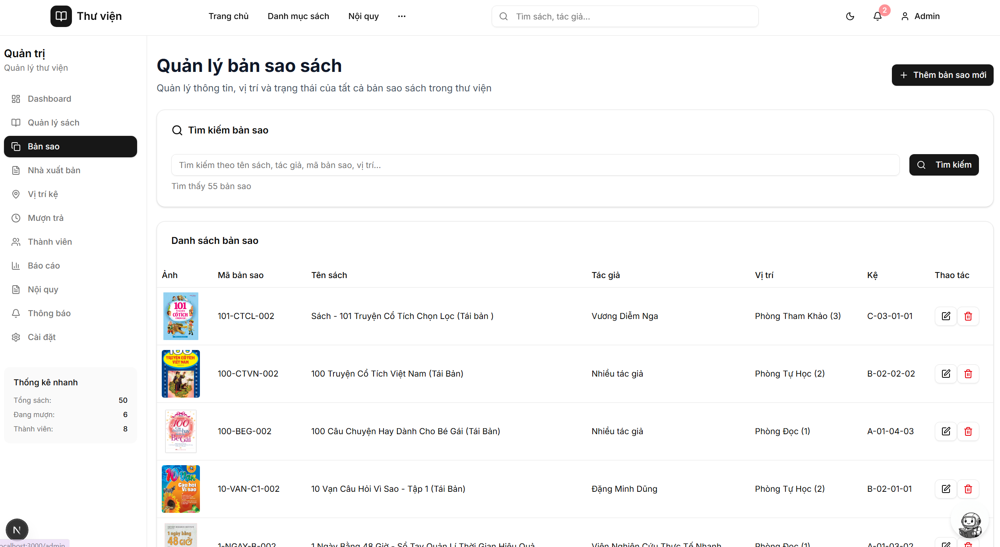 Thư viện
Trang chủ
Danh mục sách
Nội quy
Tìm sách, tác giả...
2
Admin
Quản trị
Quản lý thư viện
Dashboard
Quản lý sách
Bản sao
Nhà xuất bản
Vị trí kệ
Mượn trả
Thành viên
Báo cáo
Nội quy
Thông báo
Cài đặt
Thống kê nhanh
Tổng sách: 50
Đang mượn: 6
Thành viên: 8
N
ocalhost:3000/admin
Quản lý bản sao sách
Quản lý thông tin, vị trí và trạng thái của tất cả bản sao sách trong thư viện
Thêm bản sao mới
Tìm kiếm bản sao
Tìm kiếm theo tên sách, tác giả, mã bản sao, vị trí...
Tìm kiếm
Tìm thấy 55 bản sao
Danh sách bản sao
Ảnh Mã bản sao Tên sách Tác giả Vị trí Kệ Thao tác
101
Truyện
CỔ TÍCH
CHỌN LỌC
101-CTCL-002 Sách - 101 Truyện Cổ Tích Chọn Lọc (Tái bản ) Vương Diễm Nga Phòng Tham Khảo (3) C-03-01-01
100
TRUYỆN CỔ TÍCH
VIỆT NAM
100-CTVN-002 100 Truyện Cổ Tích Việt Nam (Tái Bản) Nhiều tác giả Phòng Tự Học (2) B-02-02-02
100
Câu
chuyện hay
dành cho
Bé Gái
100-BEG-002 100 Câu Chuyện Hay Dành Cho Bé Gái (Tái Bản) Nhiều tác giả Phòng Đọc (1) A-01-04-03
10 Vạn
Câu hỏi
Vì sao
10-VAN-C1-002 10 Vạn Câu Hỏi Vì Sao - Tập 1 (Tái Bản) Đặng Minh Dũng Phòng Tự Học (2) B-02-01-01
INSTANT RESEARCH INSTITUTE
1 ngày bằng
48 GIỜ
1-NGAY-B-002 1 Ngày Bằng 48 Giờ - Sổ Tay Quản Lí Thời Gian Hiệu Quả Viện Nghiên Cứu Thực Tế Nhanh Phòng Đọc (1) A-01-03-02